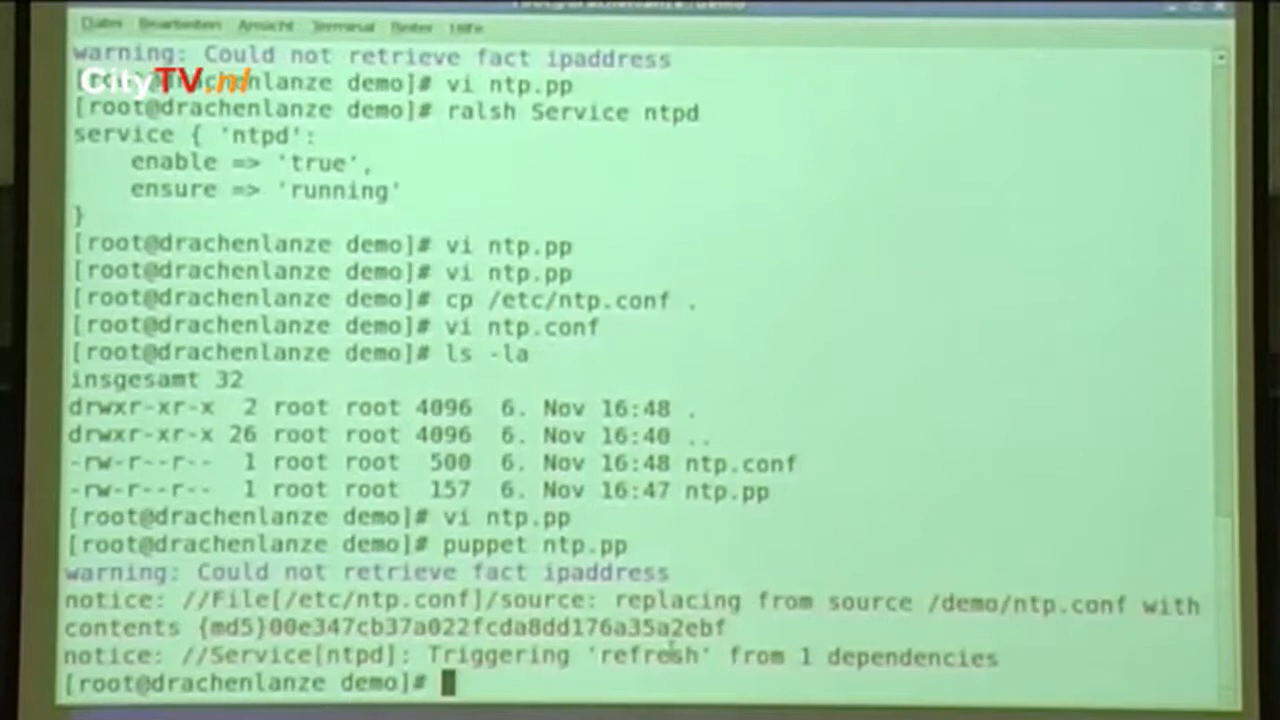 Datei Bearbeiten Ansicht Terminal Reiter Hilfe
warning: Could not retrieve fact ipaddress
CityTV.nl
[root@drachenlanze demo]# vi ntp.pp
[root@drachenlanze demo]# ralsh Service ntpd
service { 'ntpd':
    enable => 'true',
    ensure => 'running'
}
[root@drachenlanze demo]# vi ntp.pp
[root@drachenlanze demo]# vi ntp.pp
[root@drachenlanze demo]# cp /etc/ntp.conf .
[root@drachenlanze demo]# vi ntp.conf
[root@drachenlanze demo]# ls -la
insgesamt 32
drwxr-xr-x  2 root root 4096  6. Nov 16:48 .
drwxr-xr-x 26 root root 4096  6. Nov 16:40 ..
-rw-r--r--  1 root root  500  6. Nov 16:48 ntp.conf
-rw-r--r--  1 root root  157  6. Nov 16:47 ntp.pp
[root@drachenlanze demo]# vi ntp.pp
[root@drachenlanze demo]# puppet ntp.pp
warning: Could not retrieve fact ipaddress
notice: //File[/etc/ntp.conf]/source: replacing from source /demo/ntp.conf with
contents {md5}00e347cb37a022fcda8dd176a35a2ebf
notice: //Service[ntpd]: Triggering 'refresh' from 1 dependencies
[root@drachenlanze demo]#